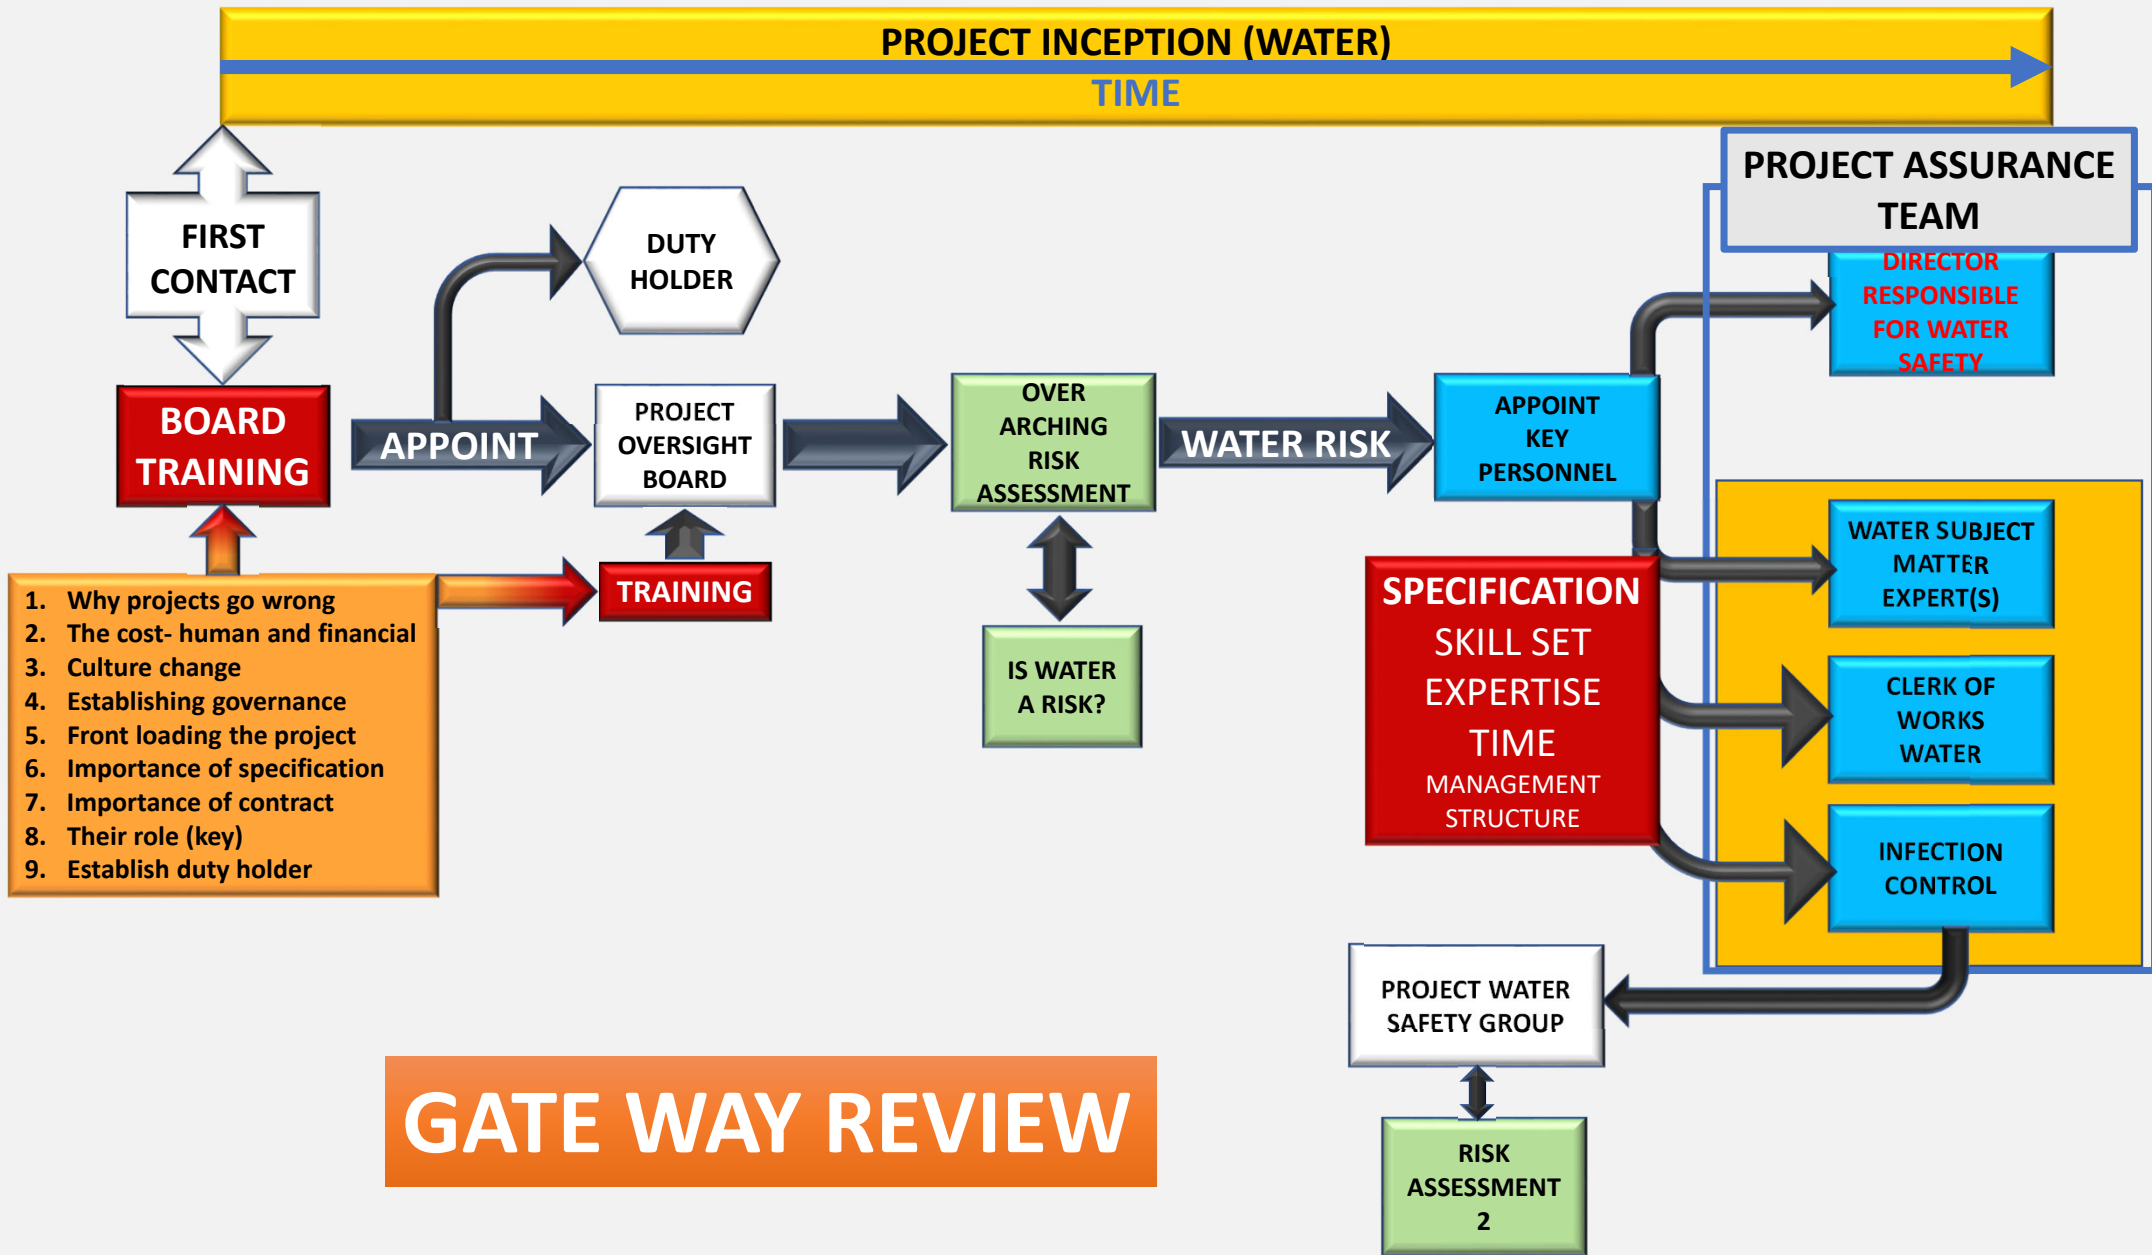 PROJECT INCEPTION (WATER)
TIME
PROJECT ASSURANCE
TEAM
FIRST
CONTACT
DUTY
HOLDER
DIRECTOR
RESPONSIBLE
FOR WATER
SAFETY
BOARD
TRAINING
APPOINT
PROJECT
OVERSIGHT
BOARD
OVER
ARCHING
RISK
ASSESSMENT
WATER RISK
APPOINT
KEY
PERSONNEL
WATER SUBJECT
MATTER
EXPERT(S)
1. Why projects go wrong
2. The cost- human and financial
3. Culture change
4. Establishing governance
5. Front loading the project
6. Importance of specification
7. Importance of contract
8. Their role (key)
9. Establish duty holder
TRAINING
IS WATER
A RISK?
SPECIFICATION
SKILL SET
EXPERTISE
TIME
MANAGEMENT
STRUCTURE
CLERK OF
WORKS
WATER
INFECTION
CONTROL
PROJECT WATER
SAFETY GROUP
GATE WAY REVIEW
RISK
ASSESSMENT
2